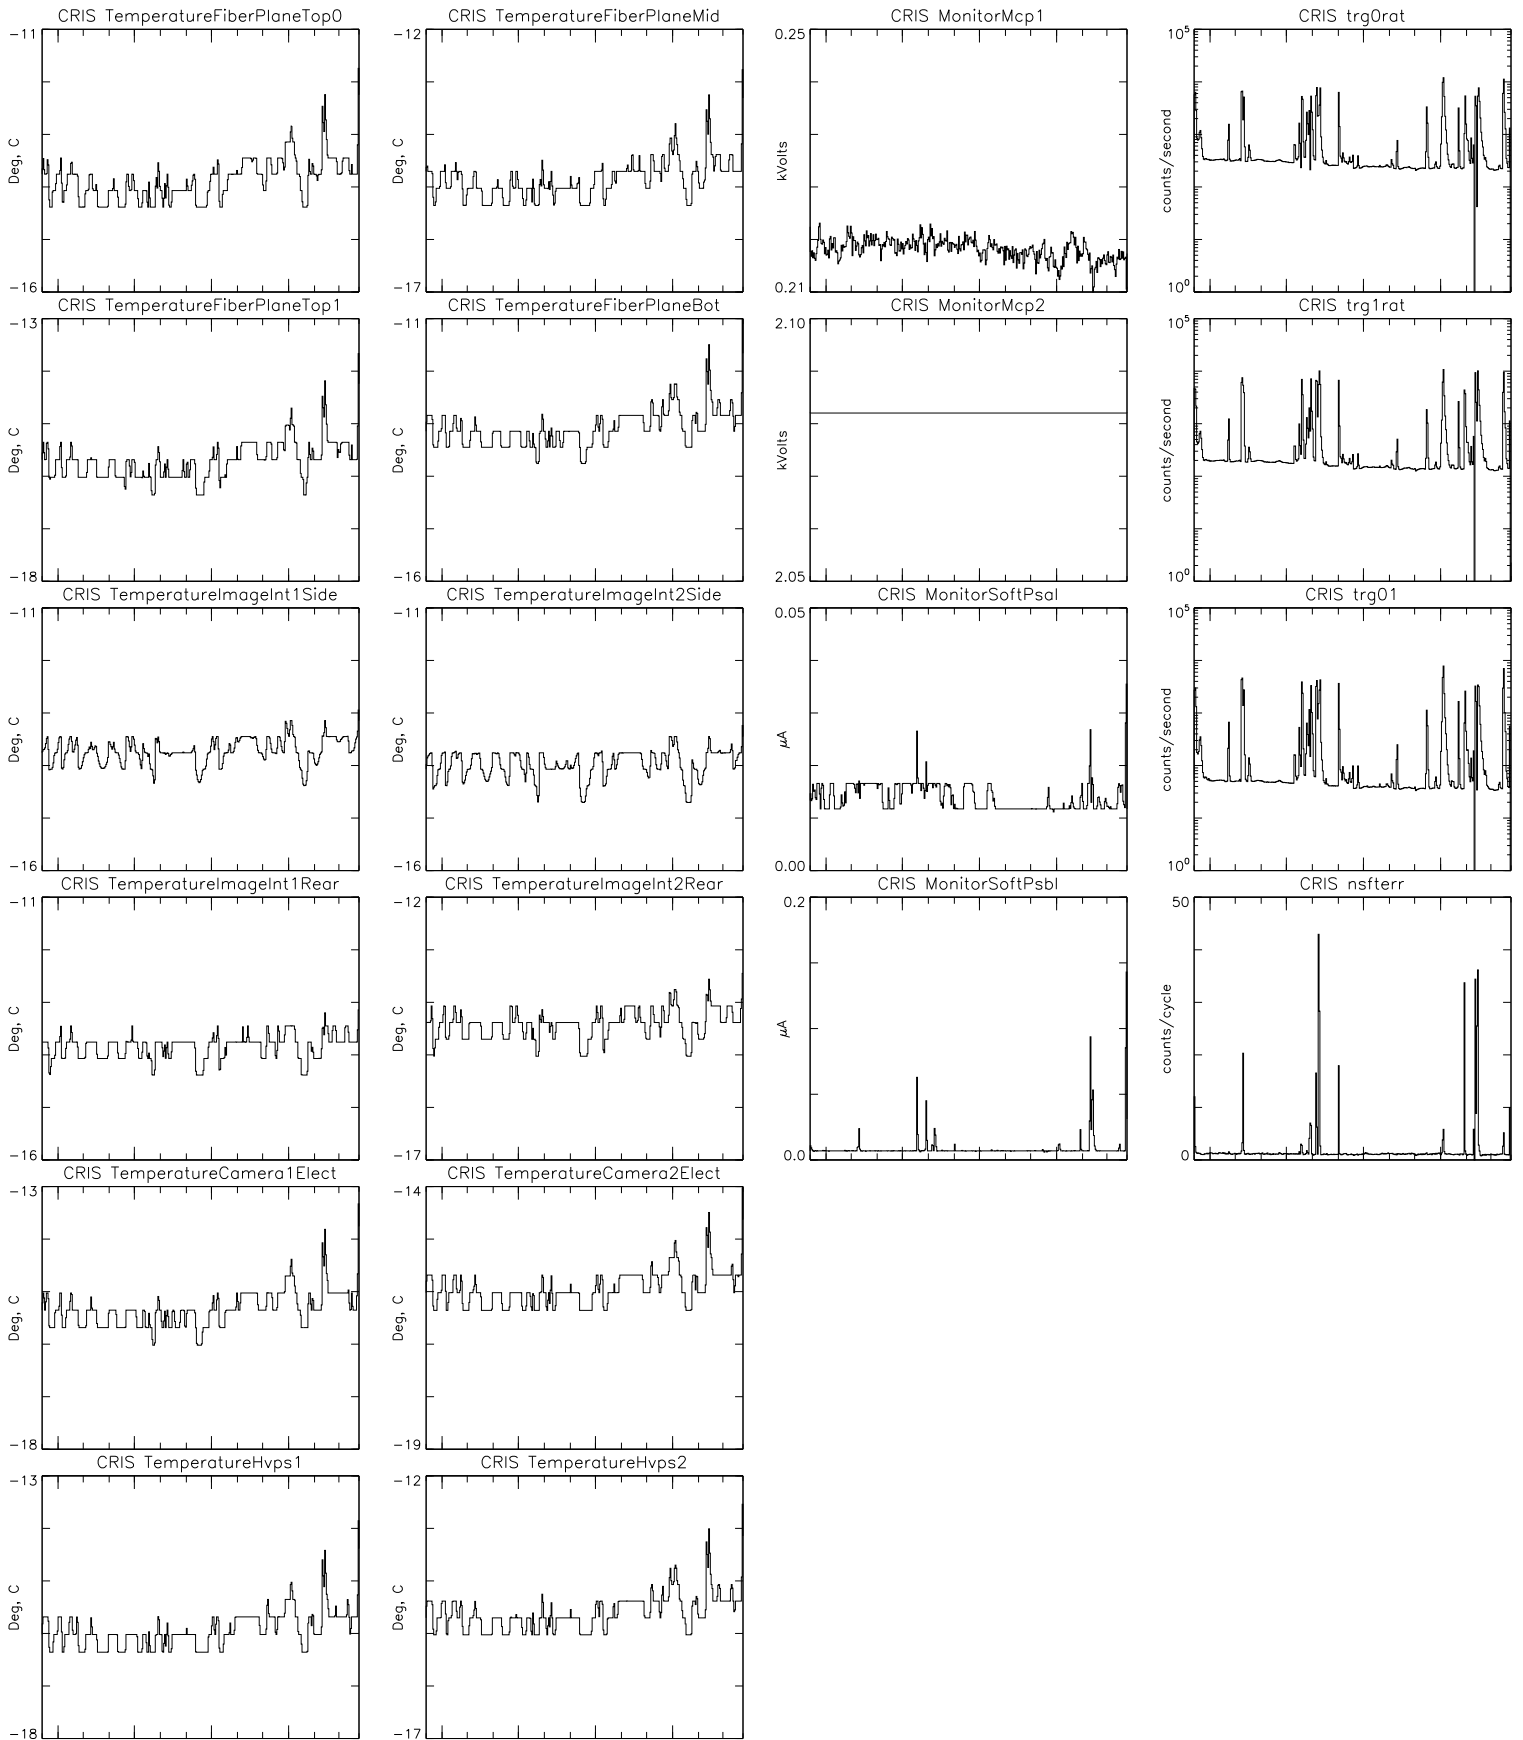 CRIS TemperatureFiberPlaneTop0
-11
Deg, C
-16
CRIS TemperatureFiberPlaneMid
-12
Deg, C
-17
CRIS MonitorMcp1
0.25
kVolts
0.21
CRIS trg0rat
10^5
counts/second
10^0
CRIS TemperatureFiberPlaneTop1
-13
Deg, C
-18
CRIS TemperatureFiberPlaneBot
-11
Deg, C
-16
CRIS MonitorMcp2
2.10
kVolts
2.05
CRIS trg1rat
10^5
counts/second
10^0
CRIS TemperatureImageInt1Side
-11
Deg, C
-16
CRIS TemperatureImageInt2Side
-11
Deg, C
-16
CRIS MonitorSoftPsaI
0.05
μA
0.00
CRIS trg01
10^5
counts/second
10^0
CRIS TemperatureImageInt1Rear
-11
Deg, C
-16
CRIS TemperatureImageInt2Rear
-12
Deg, C
-17
CRIS MonitorSoftPsbI
0.2
μA
0.0
CRIS nsfterr
50
counts/cycle
0
CRIS TemperatureCamera1Elect
-13
Deg, C
-18
CRIS TemperatureCamera2Elect
-14
Deg, C
-19
CRIS TemperatureHvps1
-13
Deg, C
-18
CRIS TemperatureHvps2
-12
Deg, C
-17